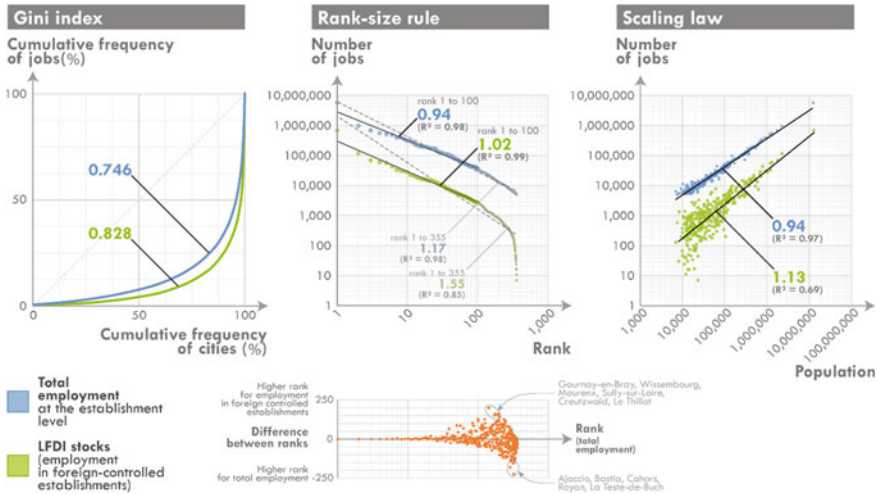 Gini index
Cumulative frequency
of jobs(%)
100
50
0
0.746
0.828
0
50
100
Cumulative frequency
of cities (%)
Rank-size rule
Number
of jobs
10,000,000
1,000,000
100,000
10,000
1,000
100
10
1
rank 1 to 100
0.94
(R² = 0.98)
rank 1 to 100
1.02
(R² = 0.99)
rank 1 to 355
1.17
(R² = 0.98)
rank 1 to 355
1.55
(R² = 0.85)
1
10
100
1,000
Rank
Scaling law
Number
of jobs
10,000,000
1,000,000
100,000
10,000
1,000
100
10
1
0.94
(R² = 0.97)
1.13
(R² = 0.69)
1,000
10,000
100,000
1,000,000
10,000,000
100,000,000
Population
Total
employment
at the establishment
level
LFDI stocks
(employment
in foreign-controlled
establishments)
Higher rank
for employment
in foreign controlled
establishments
250
Difference
between ranks
0
Higher rank
for total employment
-250
Gournay-en-Bray, Wissembourg,
Mourenx, Sully-sur-Loire,
Creutzwald, Le Thillot
Rank
(total
employment)
Ajaccio, Bastia, Cahors,
Royan, La Teste-de-Buch